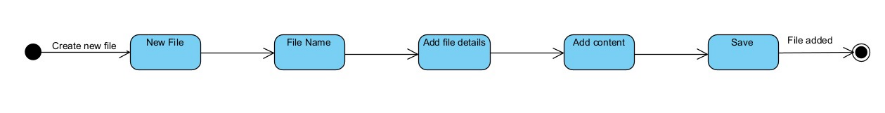 Create new file
New File
File Name
Add file details
Add content
Save
File added